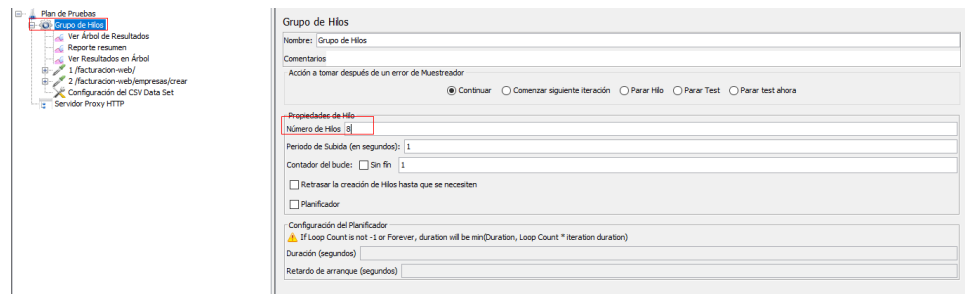 Plan de Pruebas
Grupo de Hilos
Ver Árbol de Resultados
Reporte resumen
Ver Resultados en Árbol
1 /facturacion-web/
2 /facturacion-web/empresas/crear
Configuración del CSV Data Set
Servidor Proxy HTTP
Grupo de Hilos
Nombre: Grupo de Hilos
Comentarios
Acción a tomar después de un error de Muestreador
Continuar Comenzar siguiente iteración Parar Hilo Parar Test Parar test ahora
Propiedades de Hilo
Número de Hilos 8
Periodo de Subida (en segundos): 1
Contador del bucle: Sin fin 1
Retrasar la creación de Hilos hasta que se necesiten
Planificador
Configuración del Planificador
If Loop Count is not -1 or Forever, duration will be min(Duration, Loop Count * iteration duration)
Duración (segundos)
Retardo de arranque (segundos)